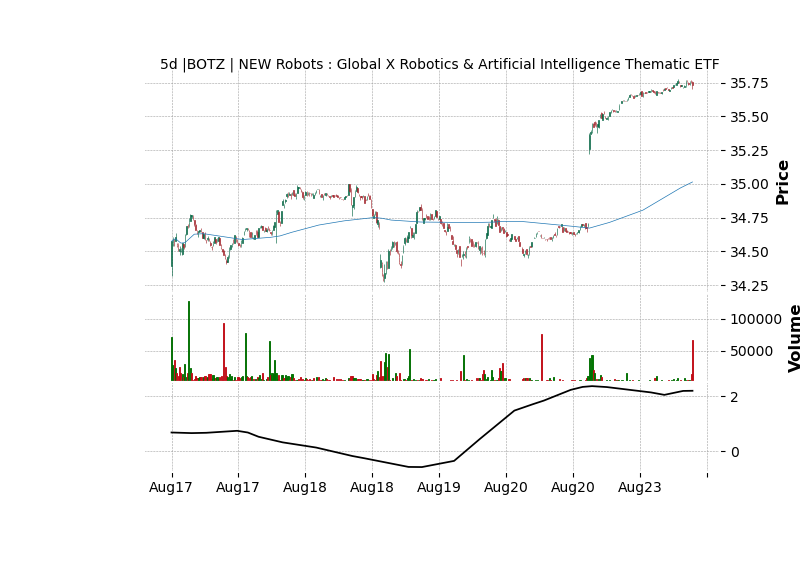 5d |BOTZ | NEW Robots : Global X Robotics & Artificial Intelligence Thematic ETF
35.75
35.50
35.25
35.00
34.75
34.50
34.25
Price
100000
50000
Volume
2
0
Aug17 Aug17 Aug18 Aug18 Aug19 Aug20 Aug20 Aug23